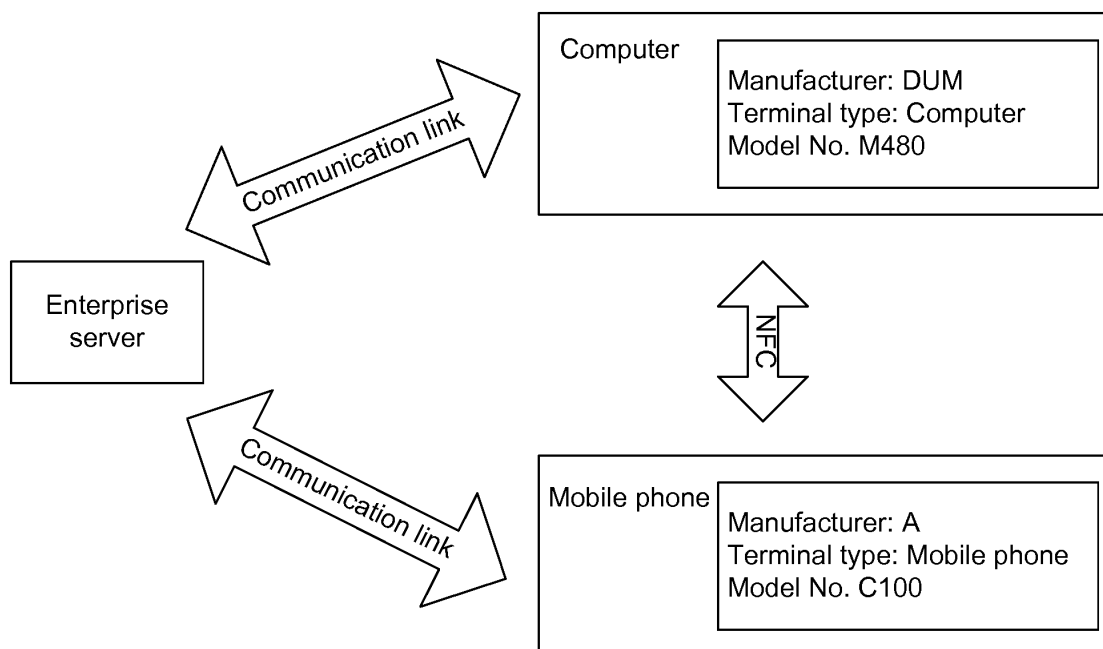 Computer
Manufacturer: DUM
Terminal type: Computer
Model No. M480
Communication link
Enterprise
server
NFC
Communication link
Mobile phone
Manufacturer: A
Terminal type: Mobile phone
Model No. C100